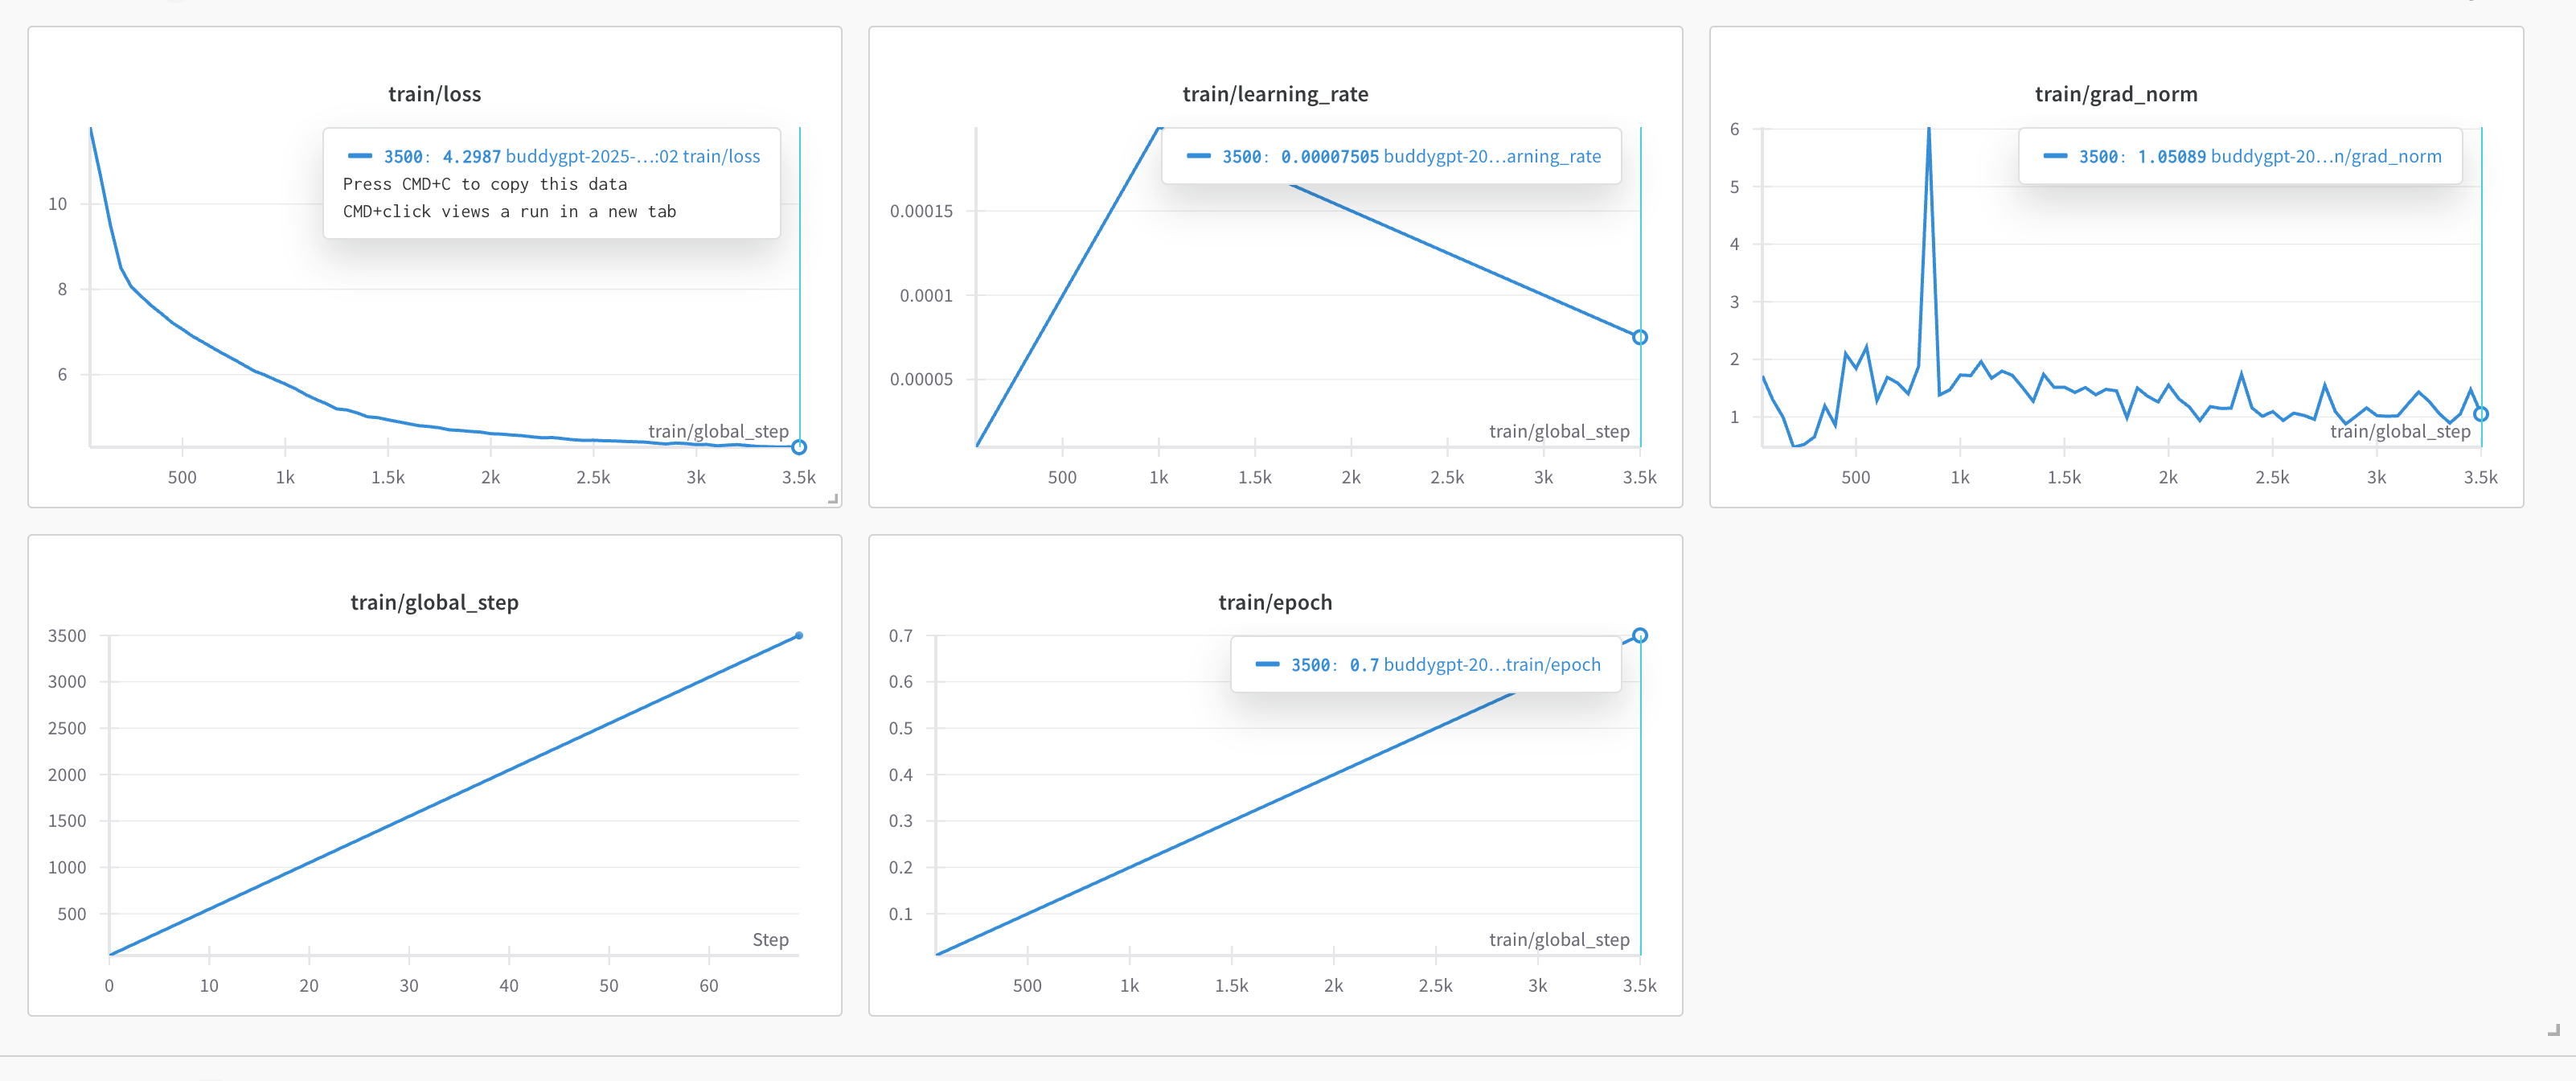 train/loss
3500: 4.2987 buddygpt-2025-...:02 train/loss
Press CMD+C to copy this data
CMD+click views a run in a new tab
10
8
6
train/global_step
500 1k 1.5k 2k 2.5k 3k 3.5k
train/learning_rate
3500: 0.00007505 buddygpt-20...arning_rate
0.00015
0.0001
0.00005
train/global_step
500 1k 1.5k 2k 2.5k 3k 3.5k
train/grad_norm
3500: 1.05089 buddygpt-20...n/grad_norm
6
5
4
3
2
1
train/global_step
500 1k 1.5k 2k 2.5k 3k 3.5k
train/global_step
3500
3000
2500
2000
1500
1000
500
Step
0 10 20 30 40 50 60
train/epoch
3500: 0.7 buddygpt-20...train/epoch
0.7
0.6
0.5
0.4
0.3
0.2
0.1
train/global_step
500 1k 1.5k 2k 2.5k 3k 3.5k